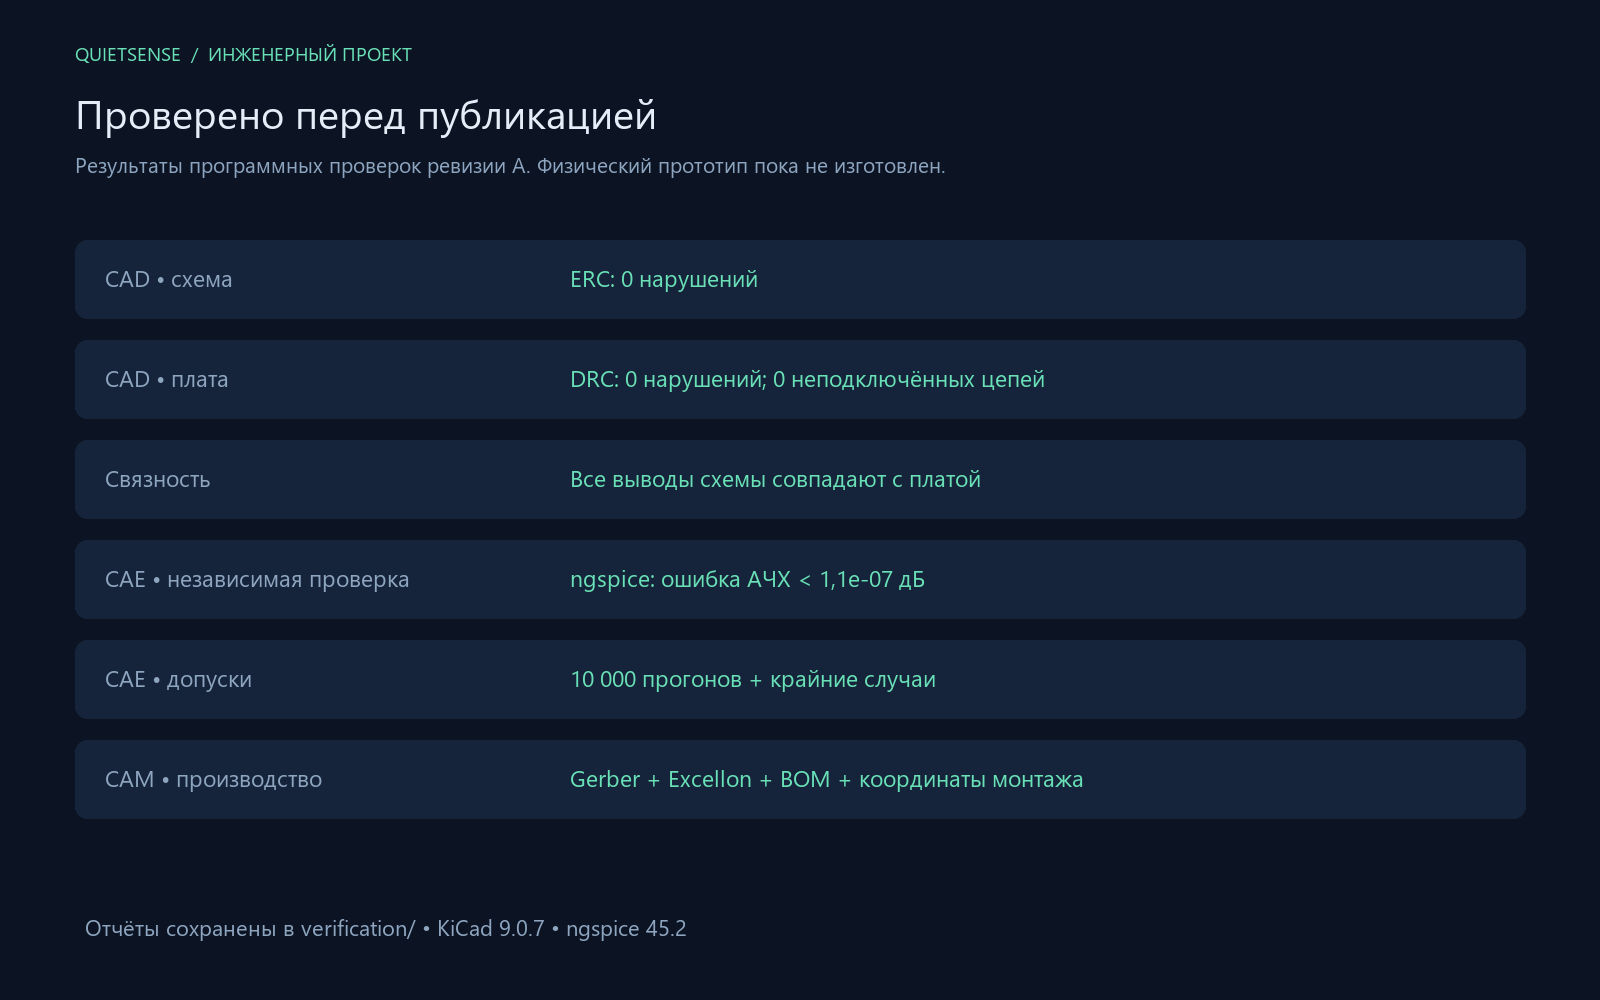 QUIETSENSE / ИНЖЕНЕРНЫЙ ПРОЕКТ
Проверено перед публикацией
Результаты программных проверок ревизии A. Физический прототип пока не изготовлен.
CAD • схема ERC: 0 нарушений
CAD • плата DRC: 0 нарушений; 0 неподключённых цепей
Связность Все выводы схемы совпадают с платой
CAE • независимая проверка ngspice: ошибка АЧХ < 1,1e-07 дБ
CAE • допуски 10 000 прогонов + крайние случаи
CAM • производство Gerber + Excellon + BOM + координаты монтажа
Отчёты сохранены в verification/ • KiCad 9.0.7 • ngspice 45.2